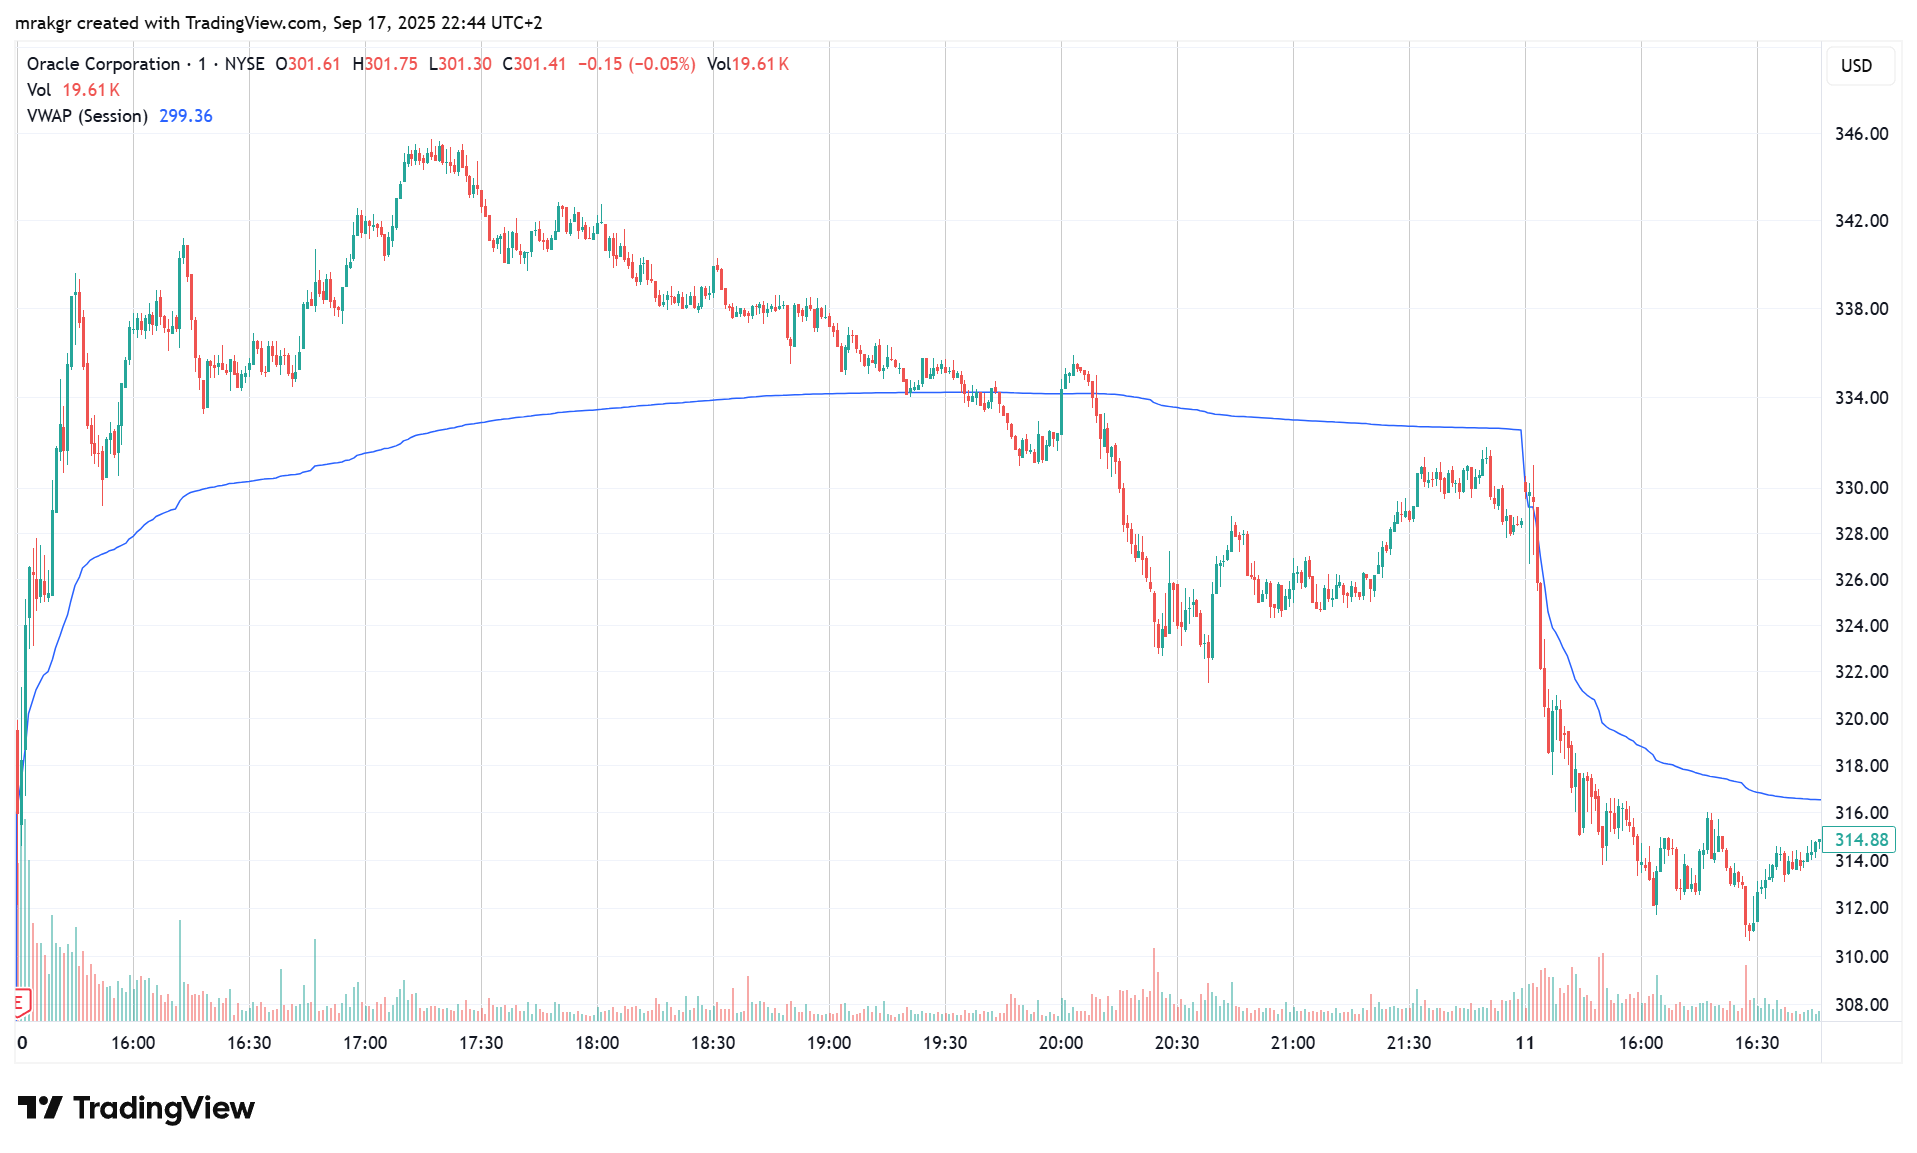 mrakgr created with TradingView.com, Sep 17, 2025 22:44 UTC+2
Oracle Corporation · 1 · NYSE O301.61 H301.75 L301.30 C301.41 −0.15 (−0.05%) Vol19.61K
Vol 19.61K
VWAP (Session) 299.36
USD
346.00
342.00
338.00
334.00
330.00
328.00
326.00
324.00
322.00
320.00
318.00
316.00
314.88
314.00
312.00
310.00
308.00
E
0 16:00 16:30 17:00 17:30 18:00 18:30 19:00 19:30 20:00 20:30 21:00 21:30 11 16:00 16:30
TradingView